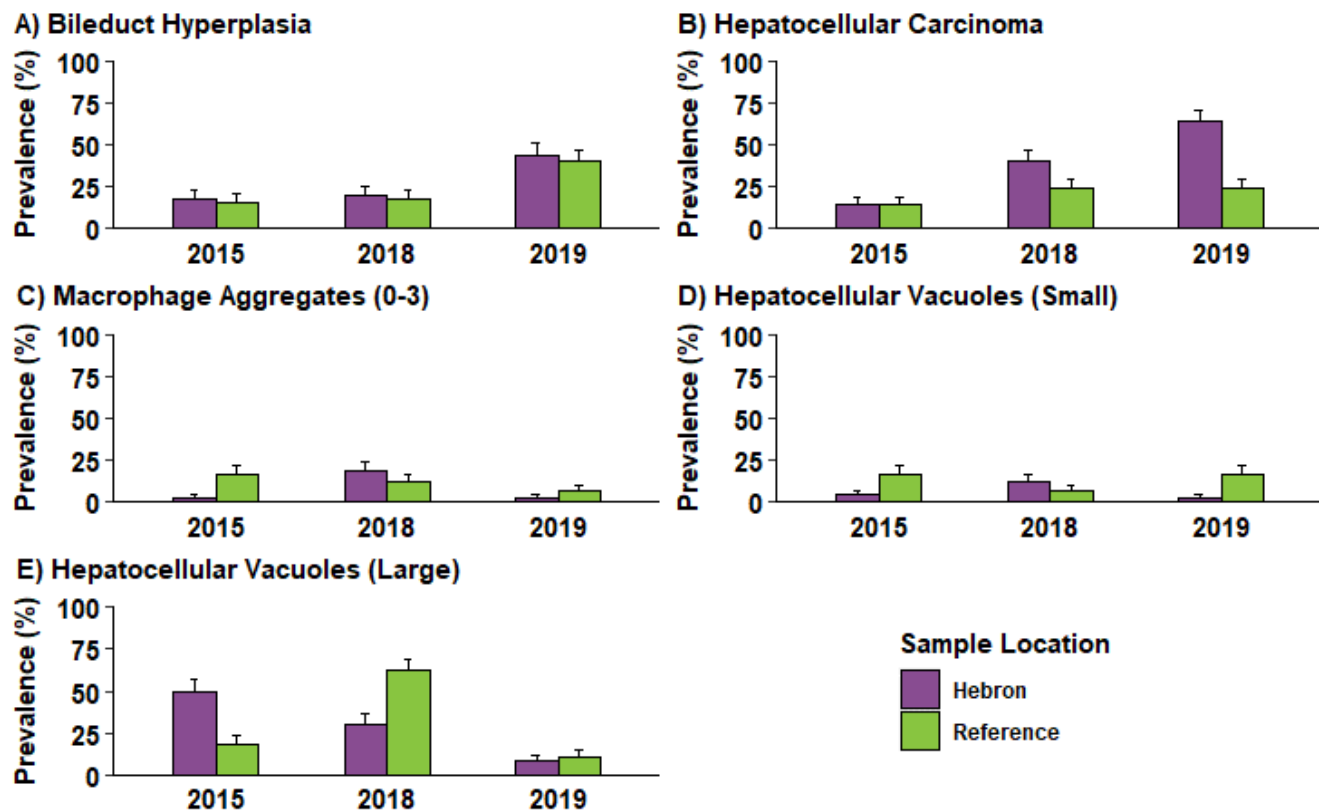 A) Bileduct Hyperplasia
Prevalence (%)
100
75
50
25
0
2015 2018 2019
B) Hepatocellular Carcinoma
Prevalence (%)
100
75
50
25
0
2015 2018 2019
C) Macrophage Aggregates (0-3)
Prevalence (%)
100
75
50
25
0
2015 2018 2019
D) Hepatocellular Vacuoles (Small)
Prevalence (%)
100
75
50
25
0
2015 2018 2019
E) Hepatocellular Vacuoles (Large)
Prevalence (%)
100
75
50
25
0
2015 2018 2019
Sample Location
Hebron
Reference